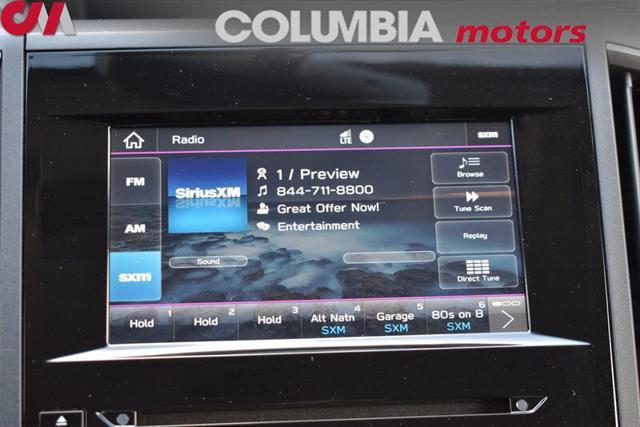 CM
COLUMBIA motors
Radio
LTE
sxm
FM
AM
sxm
SiriusXM
1 / Preview
844-711-8800
Great Offer Now!
Entertainment
Sound
Browse
Tune Scan
Replay
Direct Tune
Hold 1
Hold 2
Hold 3
Alt Natn 4
SXM
Garage 5
SXM
80s on 8 6
SXM